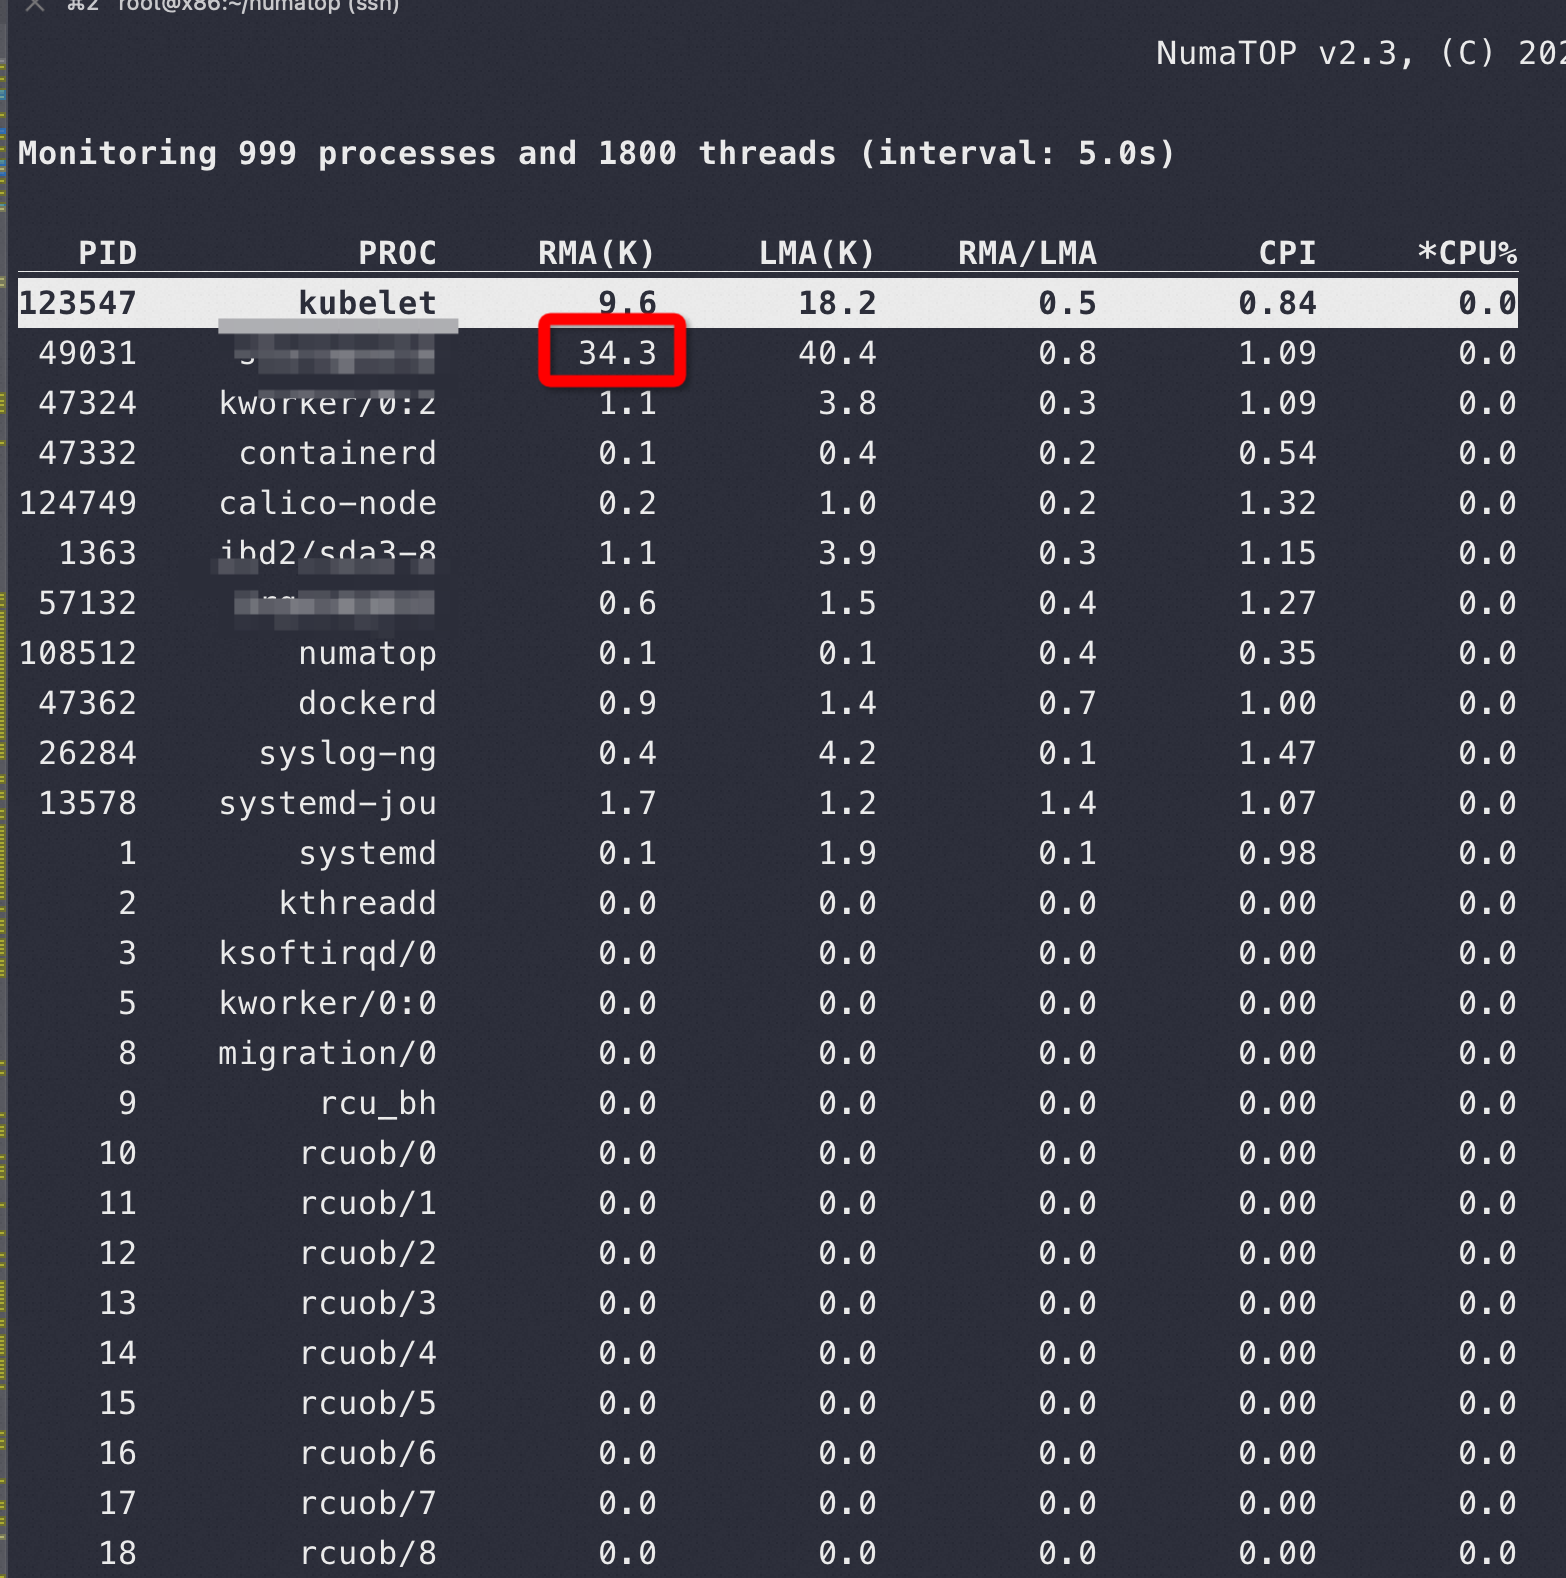 ⌘2 root@x86:~/numatop (ssh)
NumaTOP v2.3, (C) 202
Monitoring 999 processes and 1800 threads (interval: 5.0s)
PID PROC RMA(K) LMA(K) RMA/LMA CPI *CPU%
123547 kubelet 9.6 18.2 0.5 0.84 0.0
49031 34.3 40.4 0.8 1.09 0.0
47324 kworker/0:2 1.1 3.8 0.3 1.09 0.0
47332 containerd 0.1 0.4 0.2 0.54 0.0
124749 calico-node 0.2 1.0 0.2 1.32 0.0
1363 jbd2/sda3-8 1.1 3.9 0.3 1.15 0.0
57132 0.6 1.5 0.4 1.27 0.0
108512 numatop 0.1 0.1 0.4 0.35 0.0
47362 dockerd 0.9 1.4 0.7 1.00 0.0
26284 syslog-ng 0.4 4.2 0.1 1.47 0.0
13578 systemd-jou 1.7 1.2 1.4 1.07 0.0
1 systemd 0.1 1.9 0.1 0.98 0.0
2 kthreadd 0.0 0.0 0.0 0.00 0.0
3 ksoftirqd/0 0.0 0.0 0.0 0.00 0.0
5 kworker/0:0 0.0 0.0 0.0 0.00 0.0
8 migration/0 0.0 0.0 0.0 0.00 0.0
9 rcu_bh 0.0 0.0 0.0 0.00 0.0
10 rcuob/0 0.0 0.0 0.0 0.00 0.0
11 rcuob/1 0.0 0.0 0.0 0.00 0.0
12 rcuob/2 0.0 0.0 0.0 0.00 0.0
13 rcuob/3 0.0 0.0 0.0 0.00 0.0
14 rcuob/4 0.0 0.0 0.0 0.00 0.0
15 rcuob/5 0.0 0.0 0.0 0.00 0.0
16 rcuob/6 0.0 0.0 0.0 0.00 0.0
17 rcuob/7 0.0 0.0 0.0 0.00 0.0
18 rcuob/8 0.0 0.0 0.0 0.00 0.0